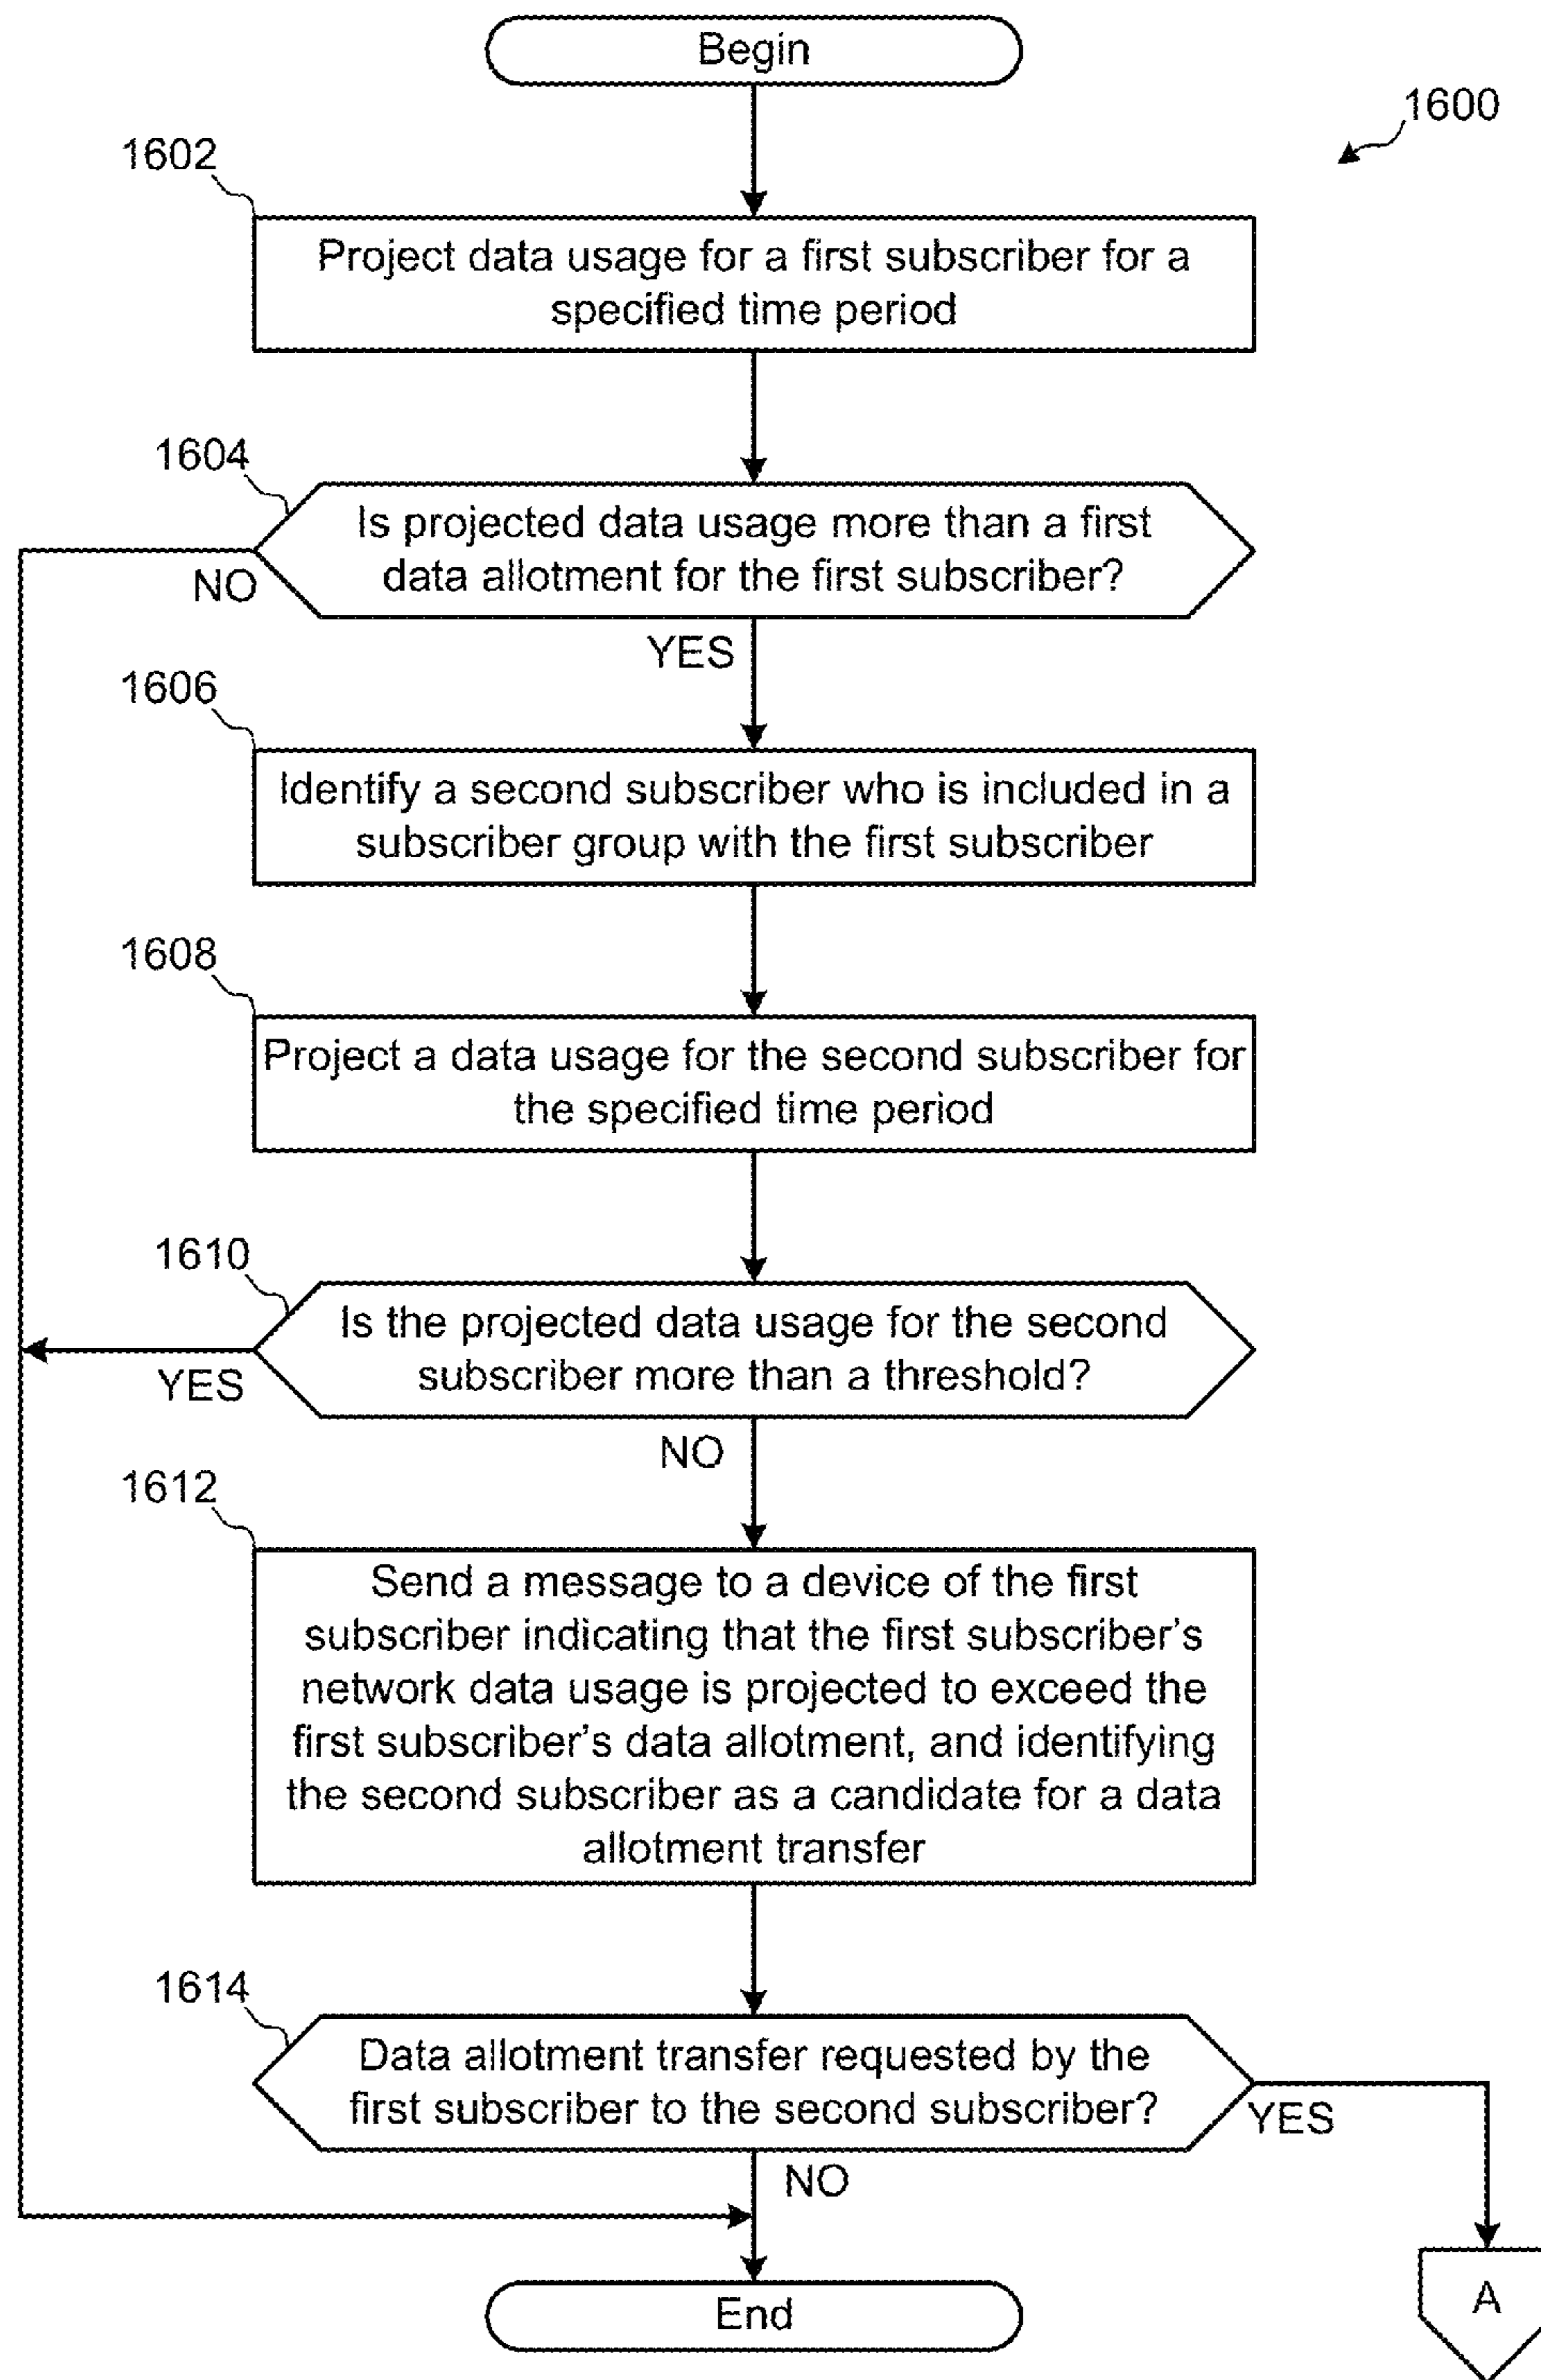 Begin
1600
1602
Project data usage for a first subscriber for a
specified time period
1604
Is projected data usage more than a first
data allotment for the first subscriber?
NO
YES
1606
Identify a second subscriber who is included in a
subscriber group with the first subscriber
1608
Project a data usage for the second subscriber for
the specified time period
1610
Is the projected data usage for the second
subscriber more than a threshold?
YES
NO
1612
Send a message to a device of the first
subscriber indicating that the first subscriber's
network data usage is projected to exceed the
first subscriber's data allotment, and identifying
the second subscriber as a candidate for a data
allotment transfer
1614
Data allotment transfer requested by the
first subscriber to the second subscriber?
YES
NO
End
A